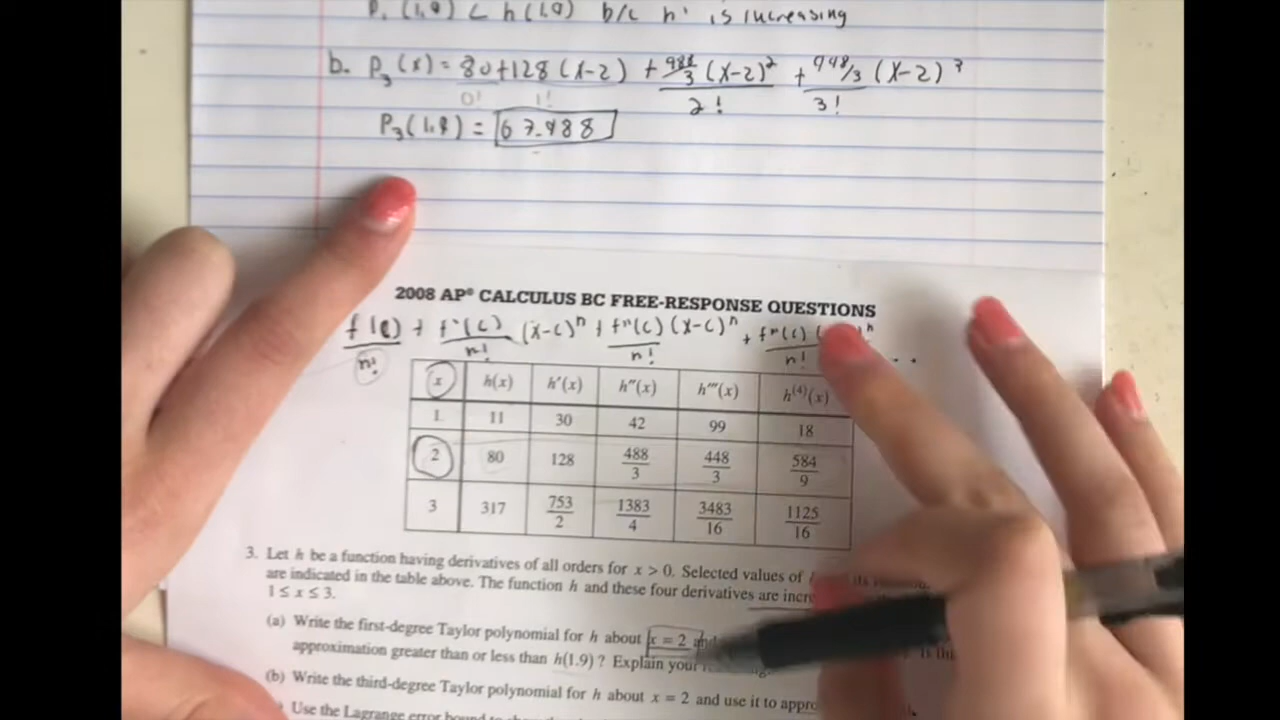 P₁(1.9) < h(1.9) b/c h' is increasing
b. P₃(x) = 80+128(x-2) + 488/3 (x-2)² + 448/3 (x-2)³
0! 1! 2! 3!
P₃(1.9) = 67.988
2008 AP® CALCULUS BC FREE-RESPONSE QUESTIONS
f(c)/n! + f'(c)/n! (x-c)ⁿ + f''(c)/n! (x-c)ⁿ + f'''(c)/n! ...
x h(x) h'(x) h''(x) h'''(x) h⁽⁴⁾(x)
1 11 30 42 99 18
2 80 128 488/3 448/3 584/9
3 317 753/2 1383/4 3483/16 1125/16
3. Let h be a function having derivatives of all orders for x > 0. Selected values of
are indicated in the table above. The function h and these four derivatives are
1 ≤ x ≤ 3.
(a) Write the first-degree Taylor polynomial for h about x = 2
approximation greater than or less than h(1.9) ? Explain your
(b) Write the third-degree Taylor polynomial for h about x = 2 and use it to
Use the Lagrange error bound to